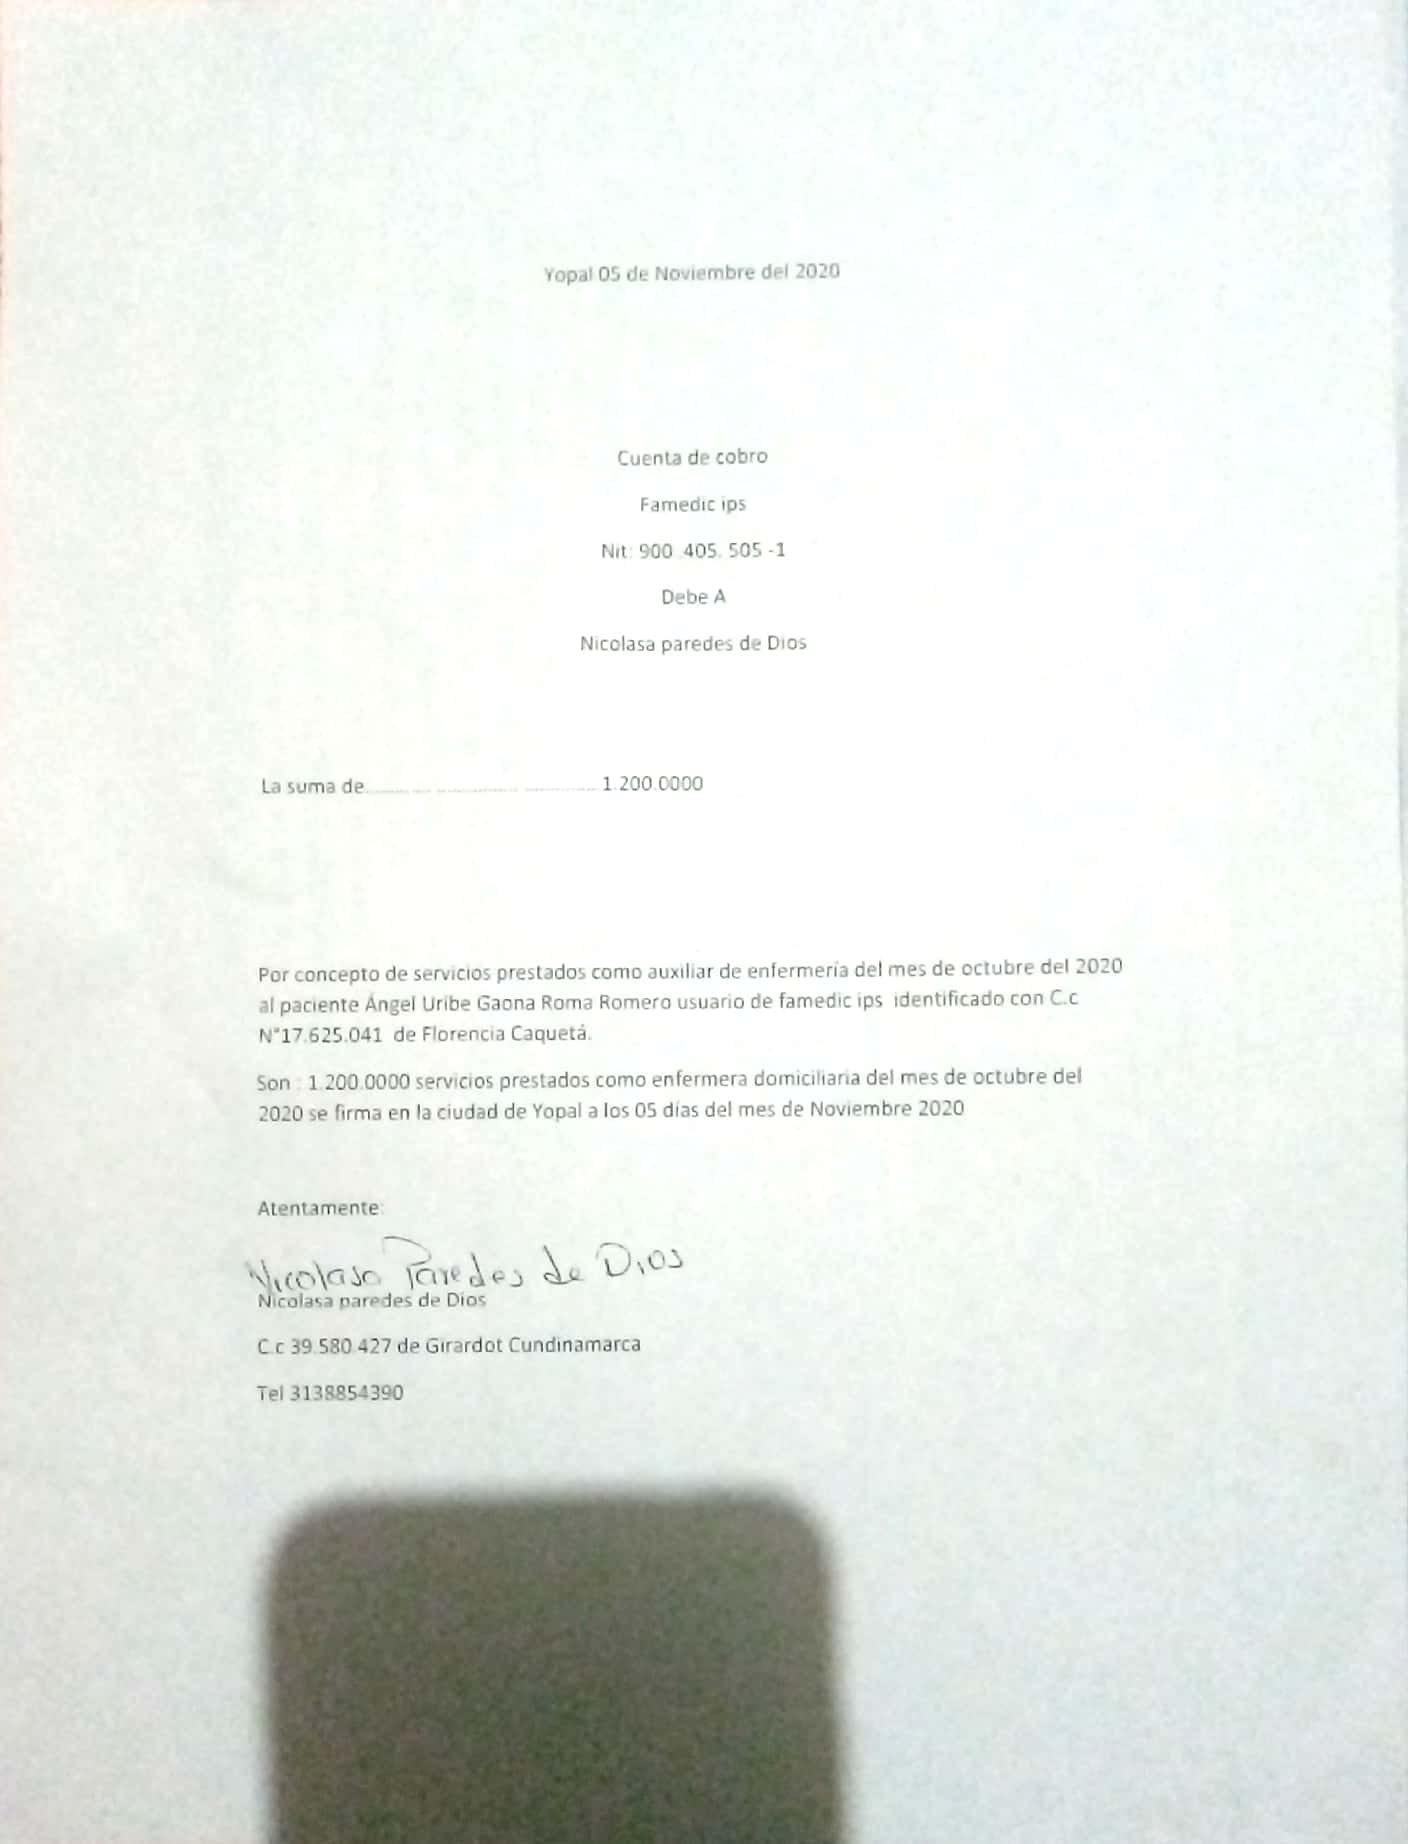 Yopal 05 de Noviembre del 2020
Cuenta de cobro
Famedic ips
Nit: 900 .405. 505 -1
Debe A
Nicolasa paredes de Dios
La suma de........................................................ 1.200.0000
Por concepto de servicios prestados como auxiliar de enfermería del mes de octubre del 2020
al paciente Ángel Uribe Gaona Roma Romero usuario de famedic ips identificado con C.c
N°17.625.041 de Florencia Caquetá.
Son : 1.200.0000 servicios prestados como enfermera domiciliaria del mes de octubre del
2020 se firma en la ciudad de Yopal a los 05 días del mes de Noviembre 2020
Atentamente:
Nicolasa Paredes de Dios
Nicolasa paredes de Dios
C.c 39.580.427 de Girardot Cundinamarca
Tel 3138854390